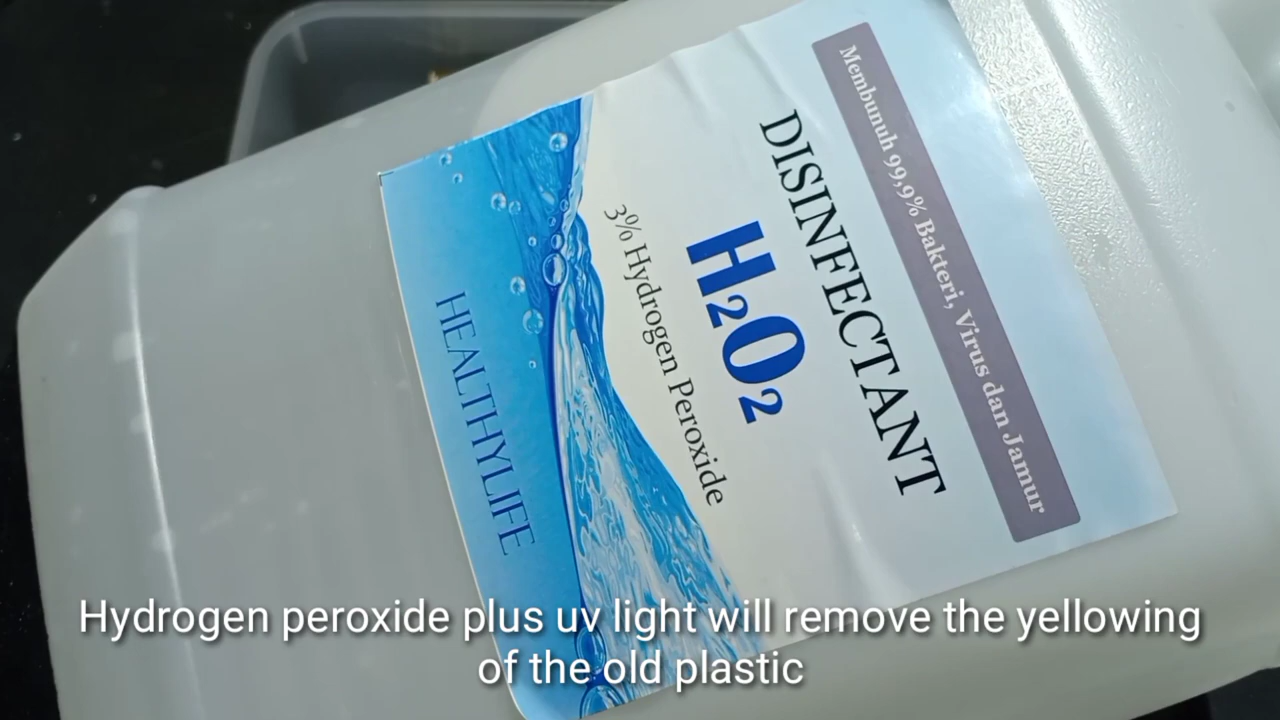 Membunuh 99,9% Bakteri, Virus dan Jamur
DISINFECTANT
H2O2
3% Hydrogen Peroxide
HEALTHYLIFE
Hydrogen peroxide plus uv light will remove the yellowing
of the old plastic